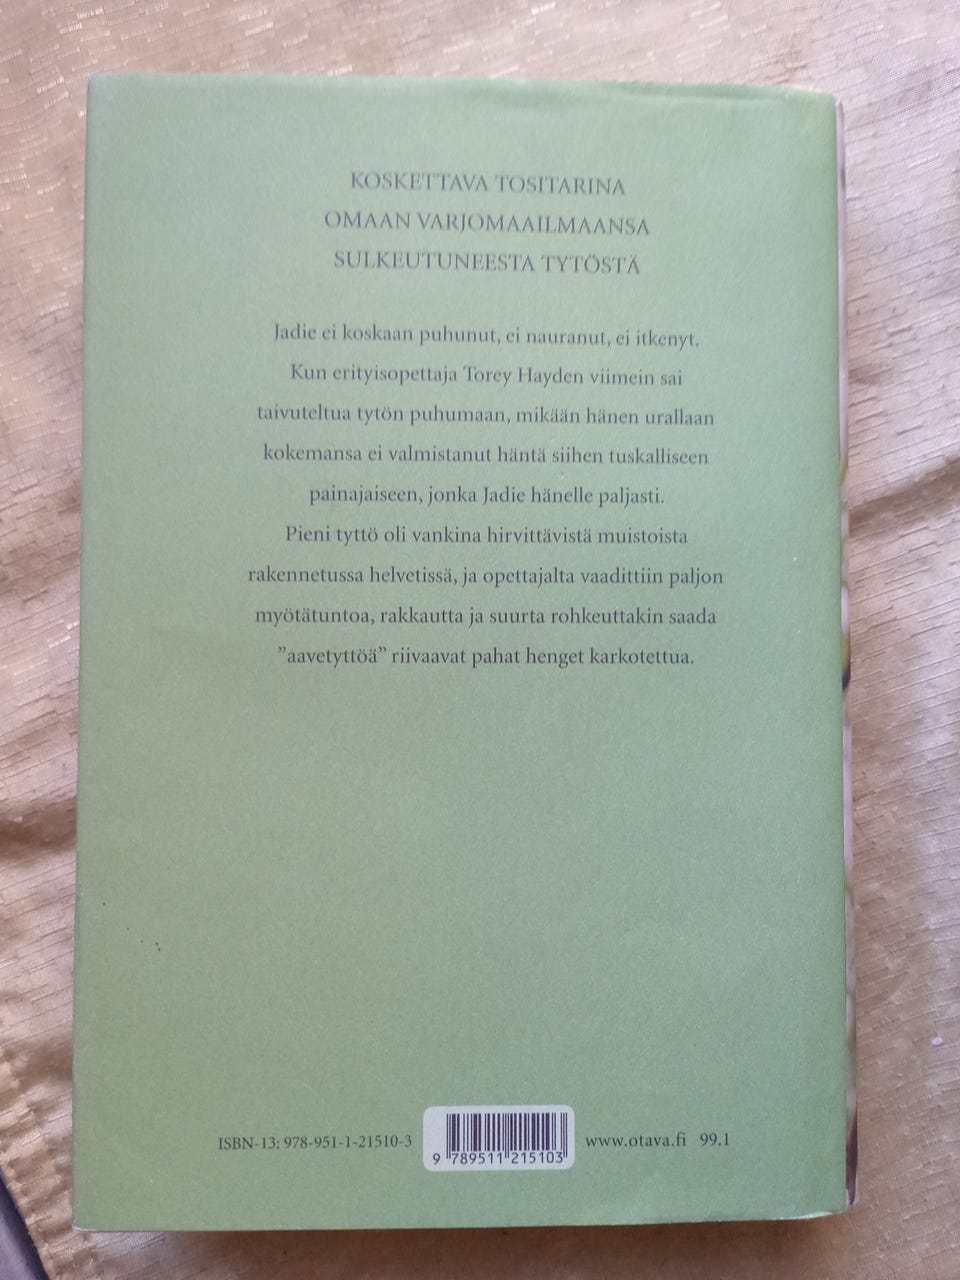 KOSKETTAVA TOSITARINA
OMAAN VARJOMAAILMAANSA
SULKEUTUNEESTA TYTÖSTÄ
Jadie ei koskaan puhunut, ei nauranut, ei itkenyt.
Kun erityisopettaja Torey Hayden viimein sai
taivuteltua tytön puhumaan, mikään hänen urallaan
kokemansa ei valmistanut häntä siihen tuskalliseen
painajaiseen, jonka Jadie hänelle paljasti.
Pieni tyttö oli vankina hirvittävistä muistoista
rakennetussa helvetissä, ja opettajalta vaadittiin paljon
myötätuntoa, rakkautta ja suurta rohkeuttakin saada
”aavetyttöä” riivaavat pahat henget karkotettua.
ISBN-13: 978-951-1-21510-3
9 789511 215103
www.otava.fi 99.1